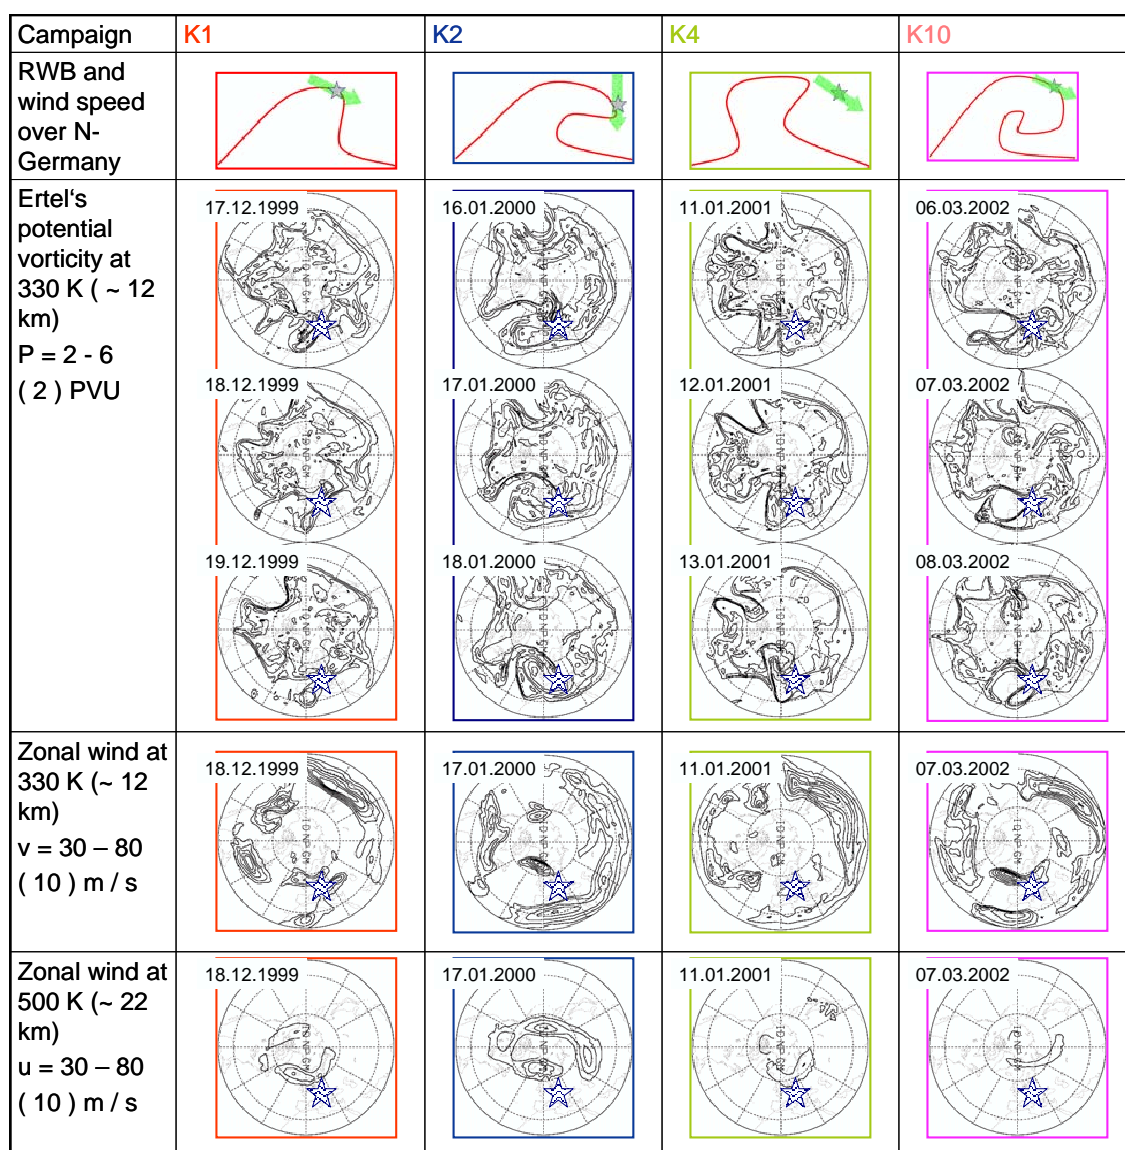 Campaign K1 K2 K4 K10
RWB and
wind speed
over N-
Germany
Ertel‘s
potential
vorticity at
330 K ( ~ 12
km)
P = 2 - 6
( 2 ) PVU
17.12.1999 16.01.2000 11.01.2001 06.03.2002
18.12.1999 17.01.2000 12.01.2001 07.03.2002
19.12.1999 18.01.2000 13.01.2001 08.03.2002
Zonal wind at
330 K (~ 12
km)
v = 30 – 80
( 10 ) m / s
18.12.1999 17.01.2000 11.01.2001 07.03.2002
Zonal wind at
500 K (~ 22
km)
u = 30 – 80
( 10 ) m / s
18.12.1999 17.01.2000 11.01.2001 07.03.2002